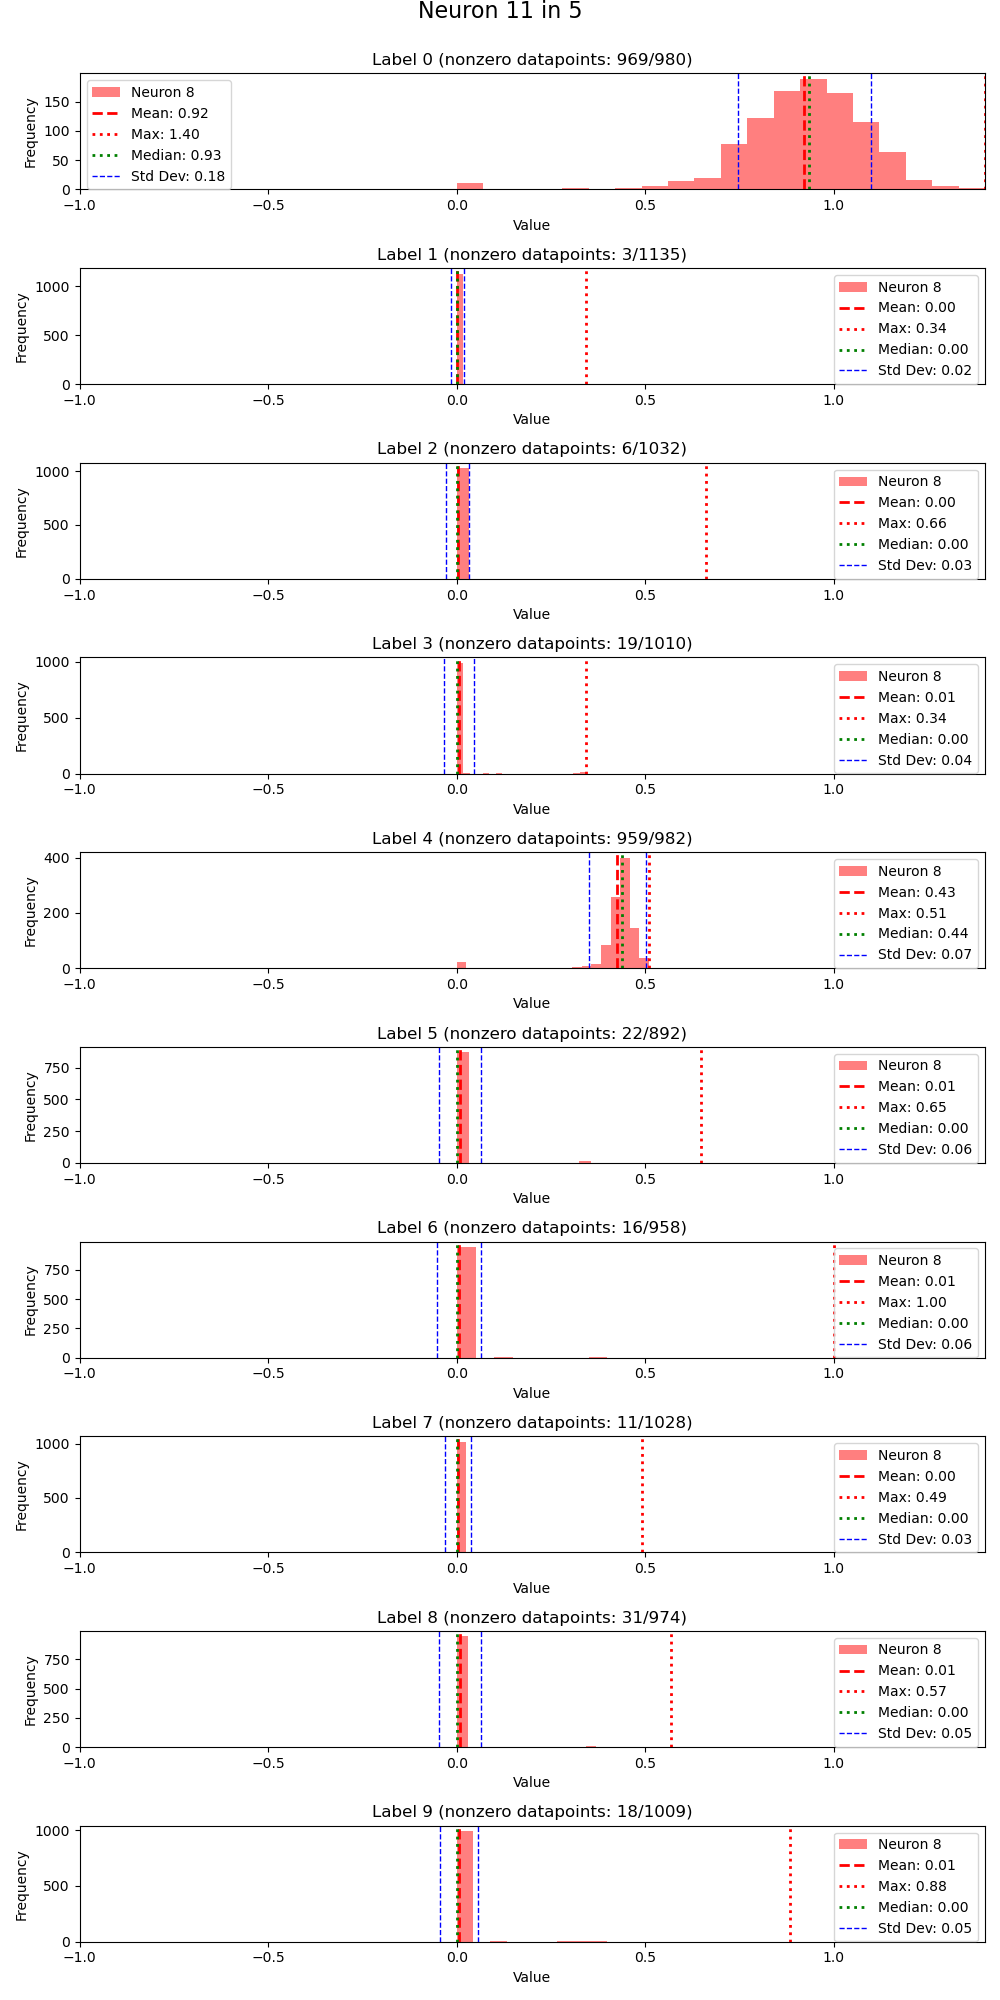 Neuron 11 in 5
Label 0 (nonzero datapoints: 969/980)
Frequency
150
100
50
0
Neuron 8
Mean: 0.92
Max: 1.40
Median: 0.93
Std Dev: 0.18
−1.0 0.0 0.5 1.0
Value
Label 1 (nonzero datapoints: 3/1135)
Frequency
1000
500
0
Neuron 8
Mean: 0.00
Max: 0.34
Median: 0.00
Std Dev: 0.02
−1.0 −0.5 0.0 0.5 1.0
Value
Label 2 (nonzero datapoints: 6/1032)
Frequency
1000
500
0
Neuron 8
Mean: 0.00
Max: 0.66
Median: 0.00
Std Dev: 0.03
−1.0 −0.5 0.0 0.5 1.0
Value
Label 3 (nonzero datapoints: 19/1010)
Frequency
1000
500
0
Neuron 8
Mean: 0.01
Max: 0.34
Median: 0.00
Std Dev: 0.04
−1.0 −0.5 0.0 0.5 1.0
Value
Label 4 (nonzero datapoints: 959/982)
Frequency
400
200
0
Neuron 8
Mean: 0.43
Max: 0.51
Median: 0.44
Std Dev: 0.07
−1.0 −0.5 0.0 0.5 1.0
Value
Label 5 (nonzero datapoints: 22/892)
Frequency
750
500
250
0
Neuron 8
Mean: 0.01
Max: 0.65
Median: 0.00
Std Dev: 0.06
−1.0 −0.5 0.0 0.5 1.0
Value
Label 6 (nonzero datapoints: 16/958)
Frequency
750
500
250
0
Neuron 8
Mean: 0.01
Max: 1.00
Median: 0.00
Std Dev: 0.06
−1.0 −0.5 0.0 0.5 1.0
Value
Label 7 (nonzero datapoints: 11/1028)
Frequency
1000
500
0
Neuron 8
Mean: 0.00
Max: 0.49
Median: 0.00
Std Dev: 0.03
−1.0 −0.5 0.0 0.5 1.0
Value
Label 8 (nonzero datapoints: 31/974)
Frequency
750
500
250
0
Neuron 8
Mean: 0.01
Max: 0.57
Median: 0.00
Std Dev: 0.05
−1.0 −0.5 0.0 0.5 1.0
Value
Label 9 (nonzero datapoints: 18/1009)
Frequency
1000
500
0
Neuron 8
Mean: 0.01
Max: 0.88
Median: 0.00
Std Dev: 0.05
−1.0 −0.5 0.0 0.5 1.0
Value